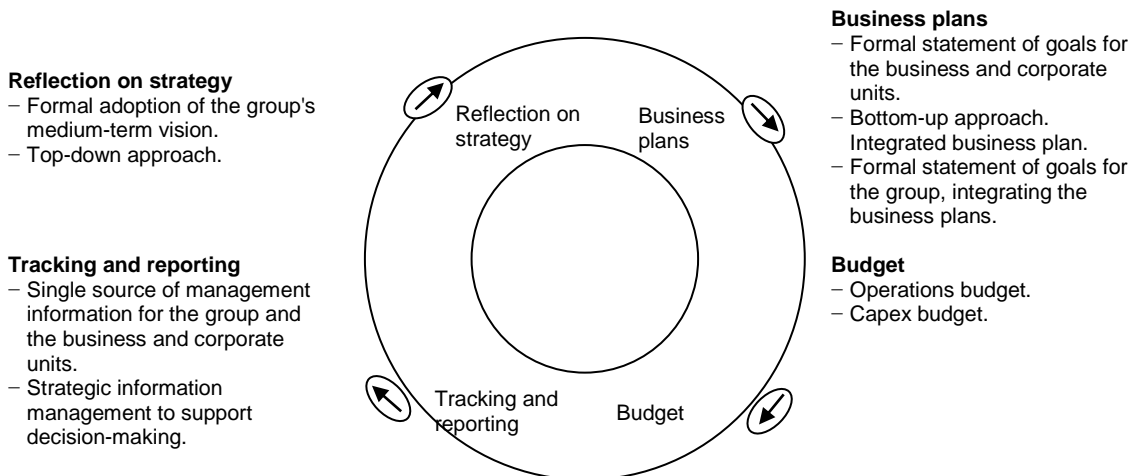 Reflection on strategy
– Formal adoption of the group's
medium-term vision.
– Top-down approach.
Tracking and reporting
– Single source of management
information for the group and
the business and corporate
units.
– Strategic information
management to support
decision-making.
Reflection on
strategy
Business
plans
Tracking and
reporting
Budget
Business plans
– Formal statement of goals for
the business and corporate
units.
– Bottom-up approach.
Integrated business plan.
– Formal statement of goals for
the group, integrating the
business plans.
Budget
– Operations budget.
– Capex budget.